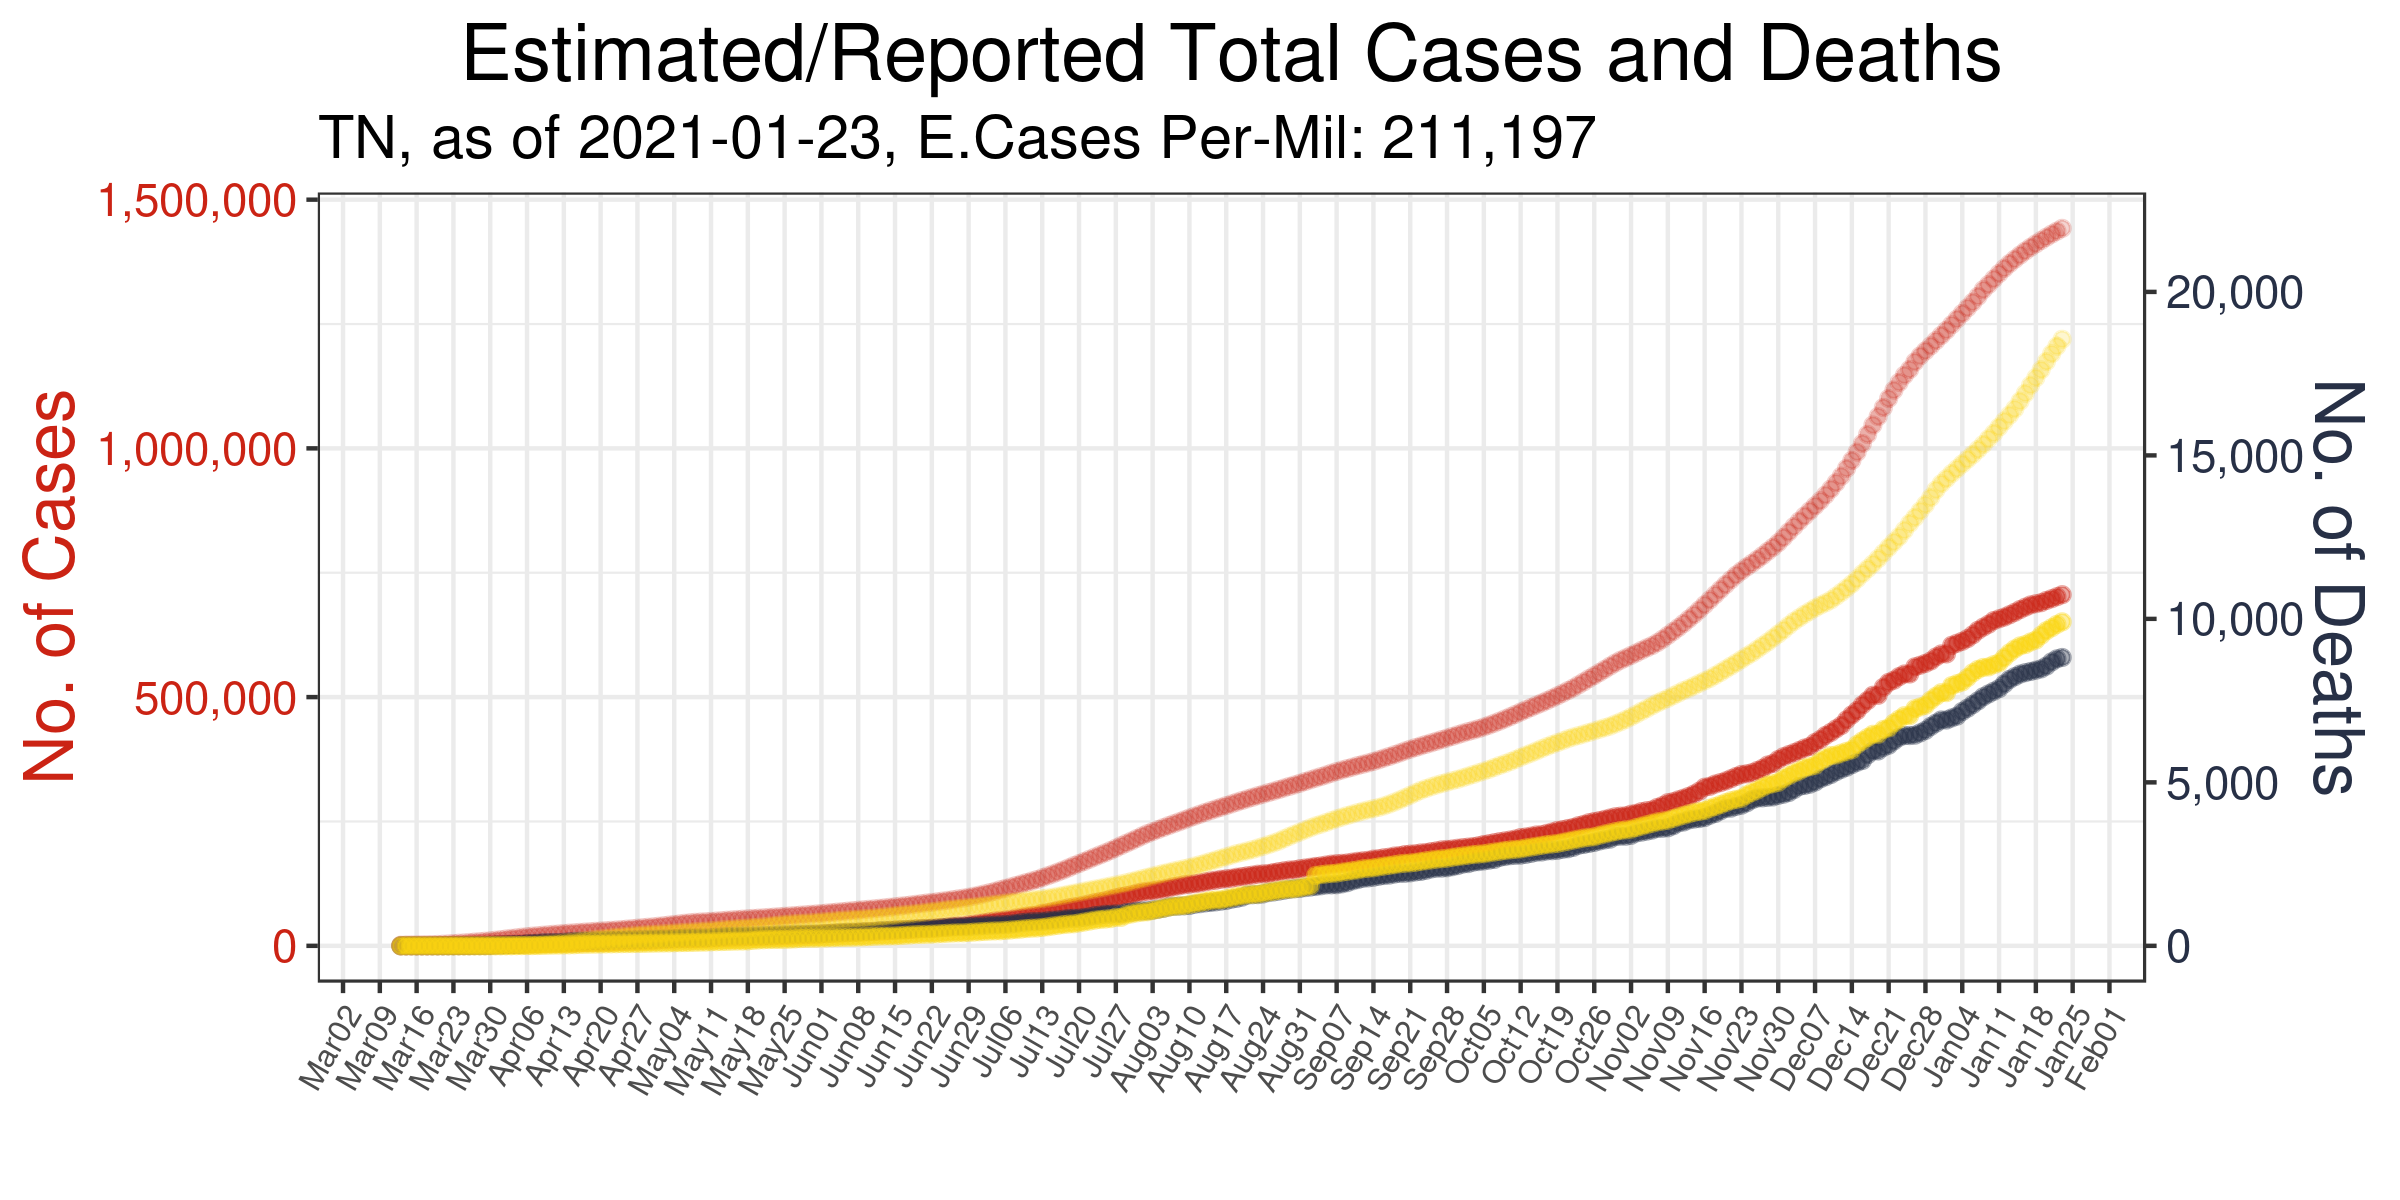 Estimated/Reported Total Cases and Deaths
TN, as of 2021-01-23, E.Cases Per-Mil: 211,197
No. of Cases
1,500,000
1,000,000
500,000
0
20,000
15,000
10,000
5,000
0
No. of Deaths
Mar02
Mar09
Mar16
Mar23
Mar30
Apr06
Apr13
Apr20
Apr27
May04
May11
May18
May25
Jun01
Jun08
Jun15
Jun22
Jun29
Jul06
Jul13
Jul20
Jul27
Aug03
Aug10
Aug17
Aug24
Aug31
Sep07
Sep14
Sep21
Sep28
Oct05
Oct12
Oct19
Oct26
Nov02
Nov09
Nov16
Nov23
Nov30
Dec07
Dec14
Dec21
Dec28
Jan04
Jan11
Jan18
Jan25
Feb01